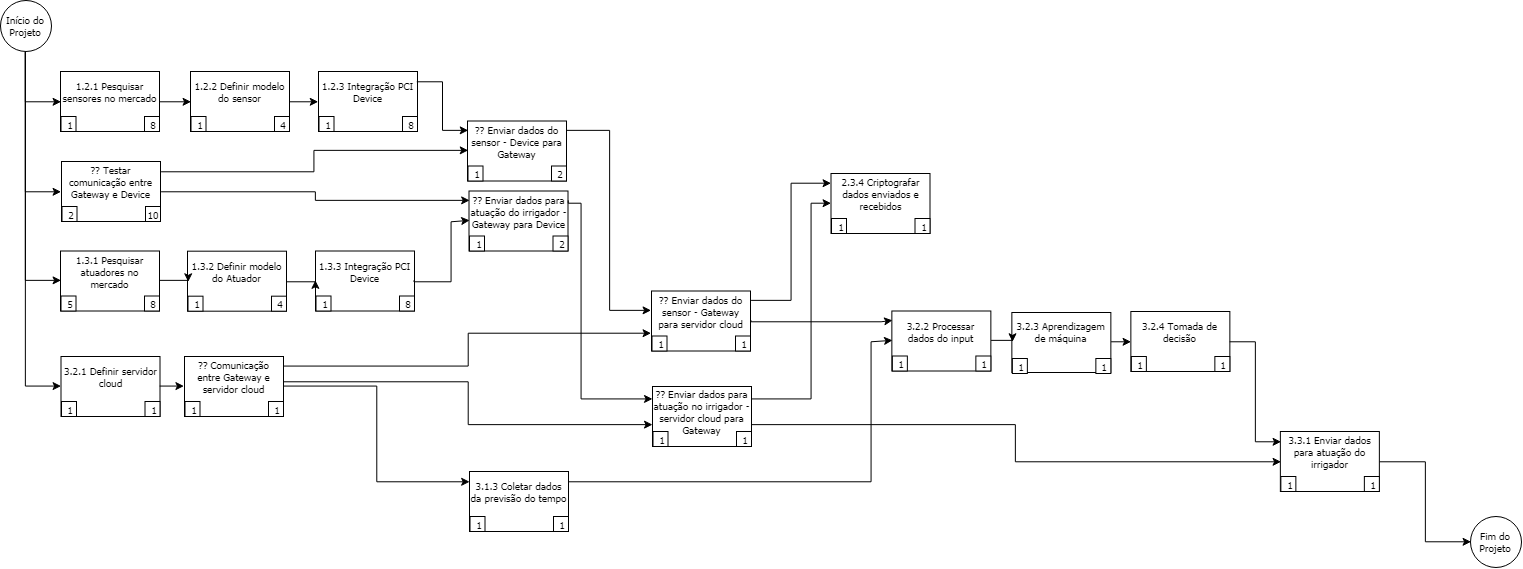 Início do
Projeto
1.2.1 Pesquisar
sensores no mercado
1
8
1.2.2 Definir modelo
do sensor
1
4
1.2.3 Integração PCI
Device
1
8
?? Enviar dados do
sensor - Device para
Gateway
1
2
?? Testar
comunicação entre
Gateway e Device
2
10
?? Enviar dados para
atuação do irrigador -
Gateway para Device
1
2
2.3.4 Criptografar
dados enviados e
recebidos
1
1
1.3.1 Pesquisar
atuadores no
mercado
5
8
1.3.2 Definir modelo
do Atuador
1
4
1.3.3 Integração PCI
Device
1
8
?? Enviar dados do
sensor - Gateway
para servidor cloud
1
1
3.2.2 Processar
dados do input
1
1
3.2.3 Aprendizagem
de máquina
1
1
3.2.4 Tomada de
decisão
1
1
3.2.1 Definir servidor
cloud
1
1
?? Comunicação
entre Gateway e
servidor cloud
1
1
?? Enviar dados para
atuação no irrigador -
servidor cloud para
Gateway
1
1
3.3.1 Enviar dados
para atuação do
irrigador
1
1
3.1.3 Coletar dados
da previsão do tempo
1
1
Fim do
Projeto